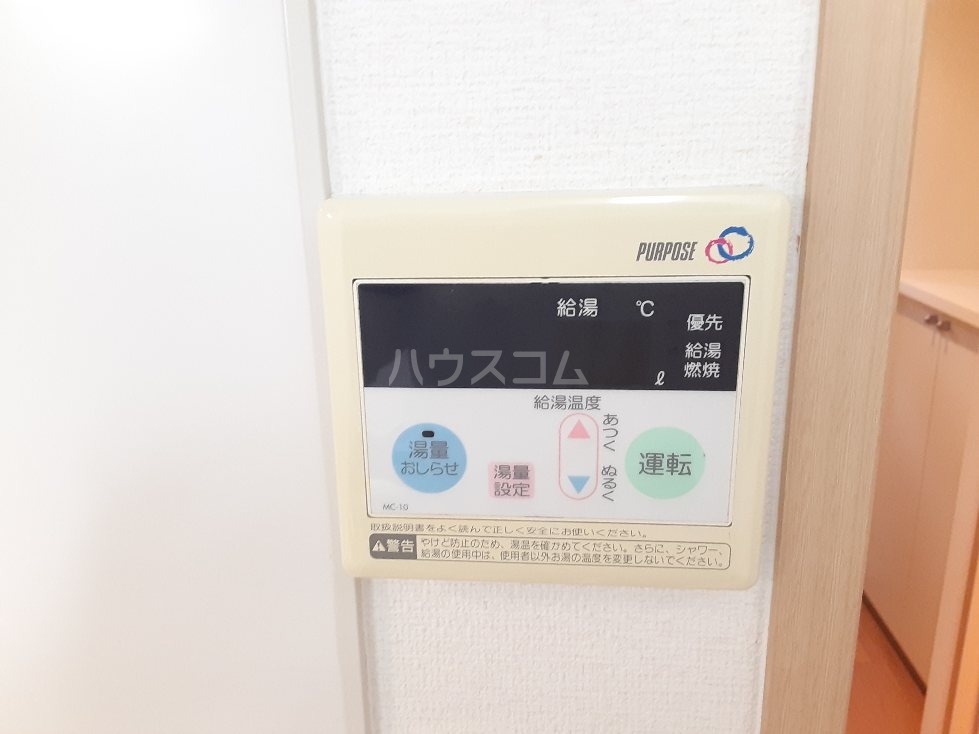 PURPOSE
給湯 ℃
優先
給湯
燃焼
ℓ
ハウスコム
給湯温度
あつく
ぬるく
湯量
おしらせ
湯量
設定
運転
MC-10
取扱説明書をよく読んで正しく安全にお使いください。
警告
やけど防止のため、湯温を確かめてください。さらに、シャワー、
給湯の使用中は、使用者以外お湯の温度を変更しないでください。